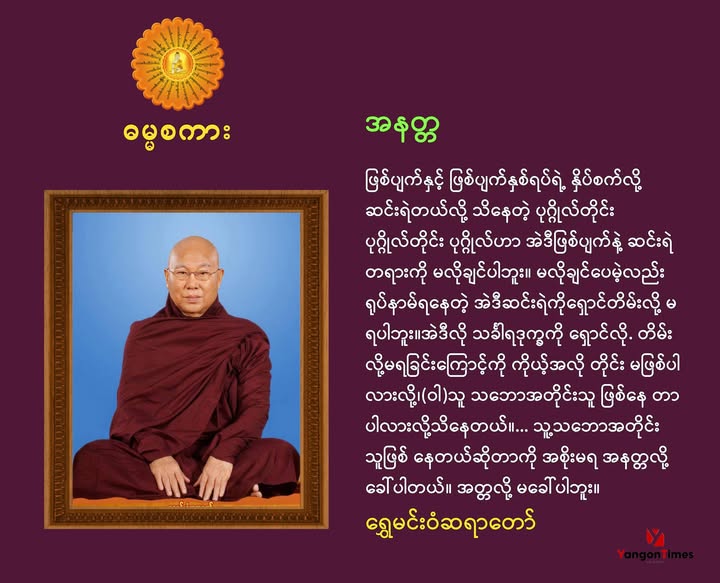 ဓမ္မစကား
အနတ္တ
ဖြစ်ပျက်နှင့် ဖြစ်ပျက်နှစ်ရပ်ရဲ့ နှိပ်စက်လို့
ဆင်းရဲတယ်လို့ သိနေတဲ့ ပုဂ္ဂိုလ်တိုင်း
ပုဂ္ဂိုလ်တိုင်း ပုဂ္ဂိုလ်ဟာ အဲဒီဖြစ်ပျက်နဲ့ ဆင်းရဲ
တရားကို မလိုချင်ပါဘူး။ မလိုချင်ပေမဲ့လည်း
ရုပ်နာမ်ရနေတဲ့ အဲဒီဆင်းရဲကိုရှောင်တိမ်းလို့ မ
ရပါဘူး။အဲဒီလို သင်္ခါရဒုက္ခကို ရှောင်လို့. တိမ်း
လို့မရခြင်းကြောင့်ကို ကိုယ့်အလို တိုင်း မဖြစ်ပါ
လားလို့၊(ဝါ)သူ သဘောအတိုင်းသူ ဖြစ်နေ တာ
ပါလားလို့သိနေတယ်။... သူ့သဘောအတိုင်း
သူဖြစ် နေတယ်ဆိုတာကို အစိုးမရ အနတ္တလို့
ခေါ်ပါတယ်။ အတ္တလို့ မခေါ်ပါဘူး။
ရွှေမင်းဝံဆရာတော်
YangonTimes